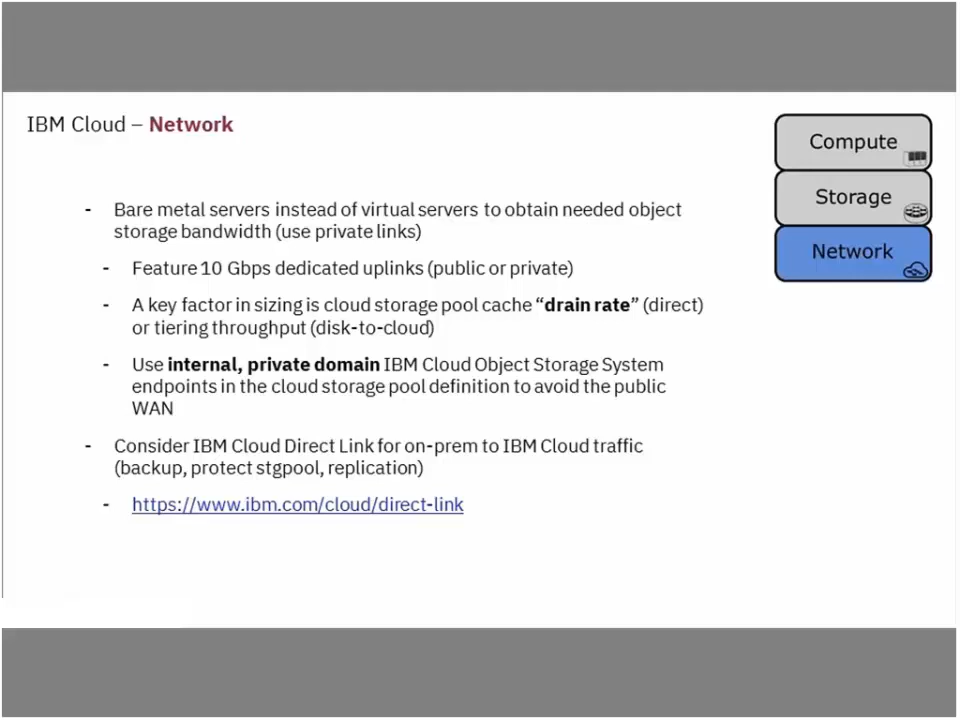 IBM Cloud – Network
Compute
Storage
Network
- Bare metal servers instead of virtual servers to obtain needed object
storage bandwidth (use private links)
- Feature 10 Gbps dedicated uplinks (public or private)
- A key factor in sizing is cloud storage pool cache “drain rate” (direct)
or tiering throughput (disk-to-cloud)
- Use internal, private domain IBM Cloud Object Storage System
endpoints in the cloud storage pool definition to avoid the public
WAN
- Consider IBM Cloud Direct Link for on-prem to IBM Cloud traffic
(backup, protect stgpool, replication)
- https://www.ibm.com/cloud/direct-link